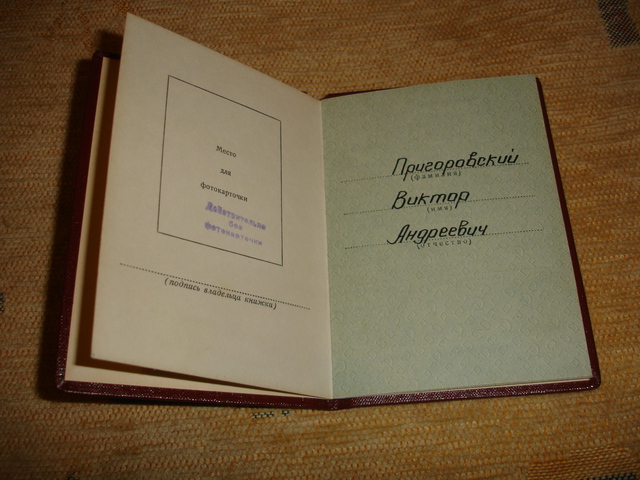 Место
для
фотокарточки
Действительно
без
фотокарточки
(подпись владельца книжки)
Пригоровский
(фамилия)
Виктор
(имя)
Андреевич
(отчество)